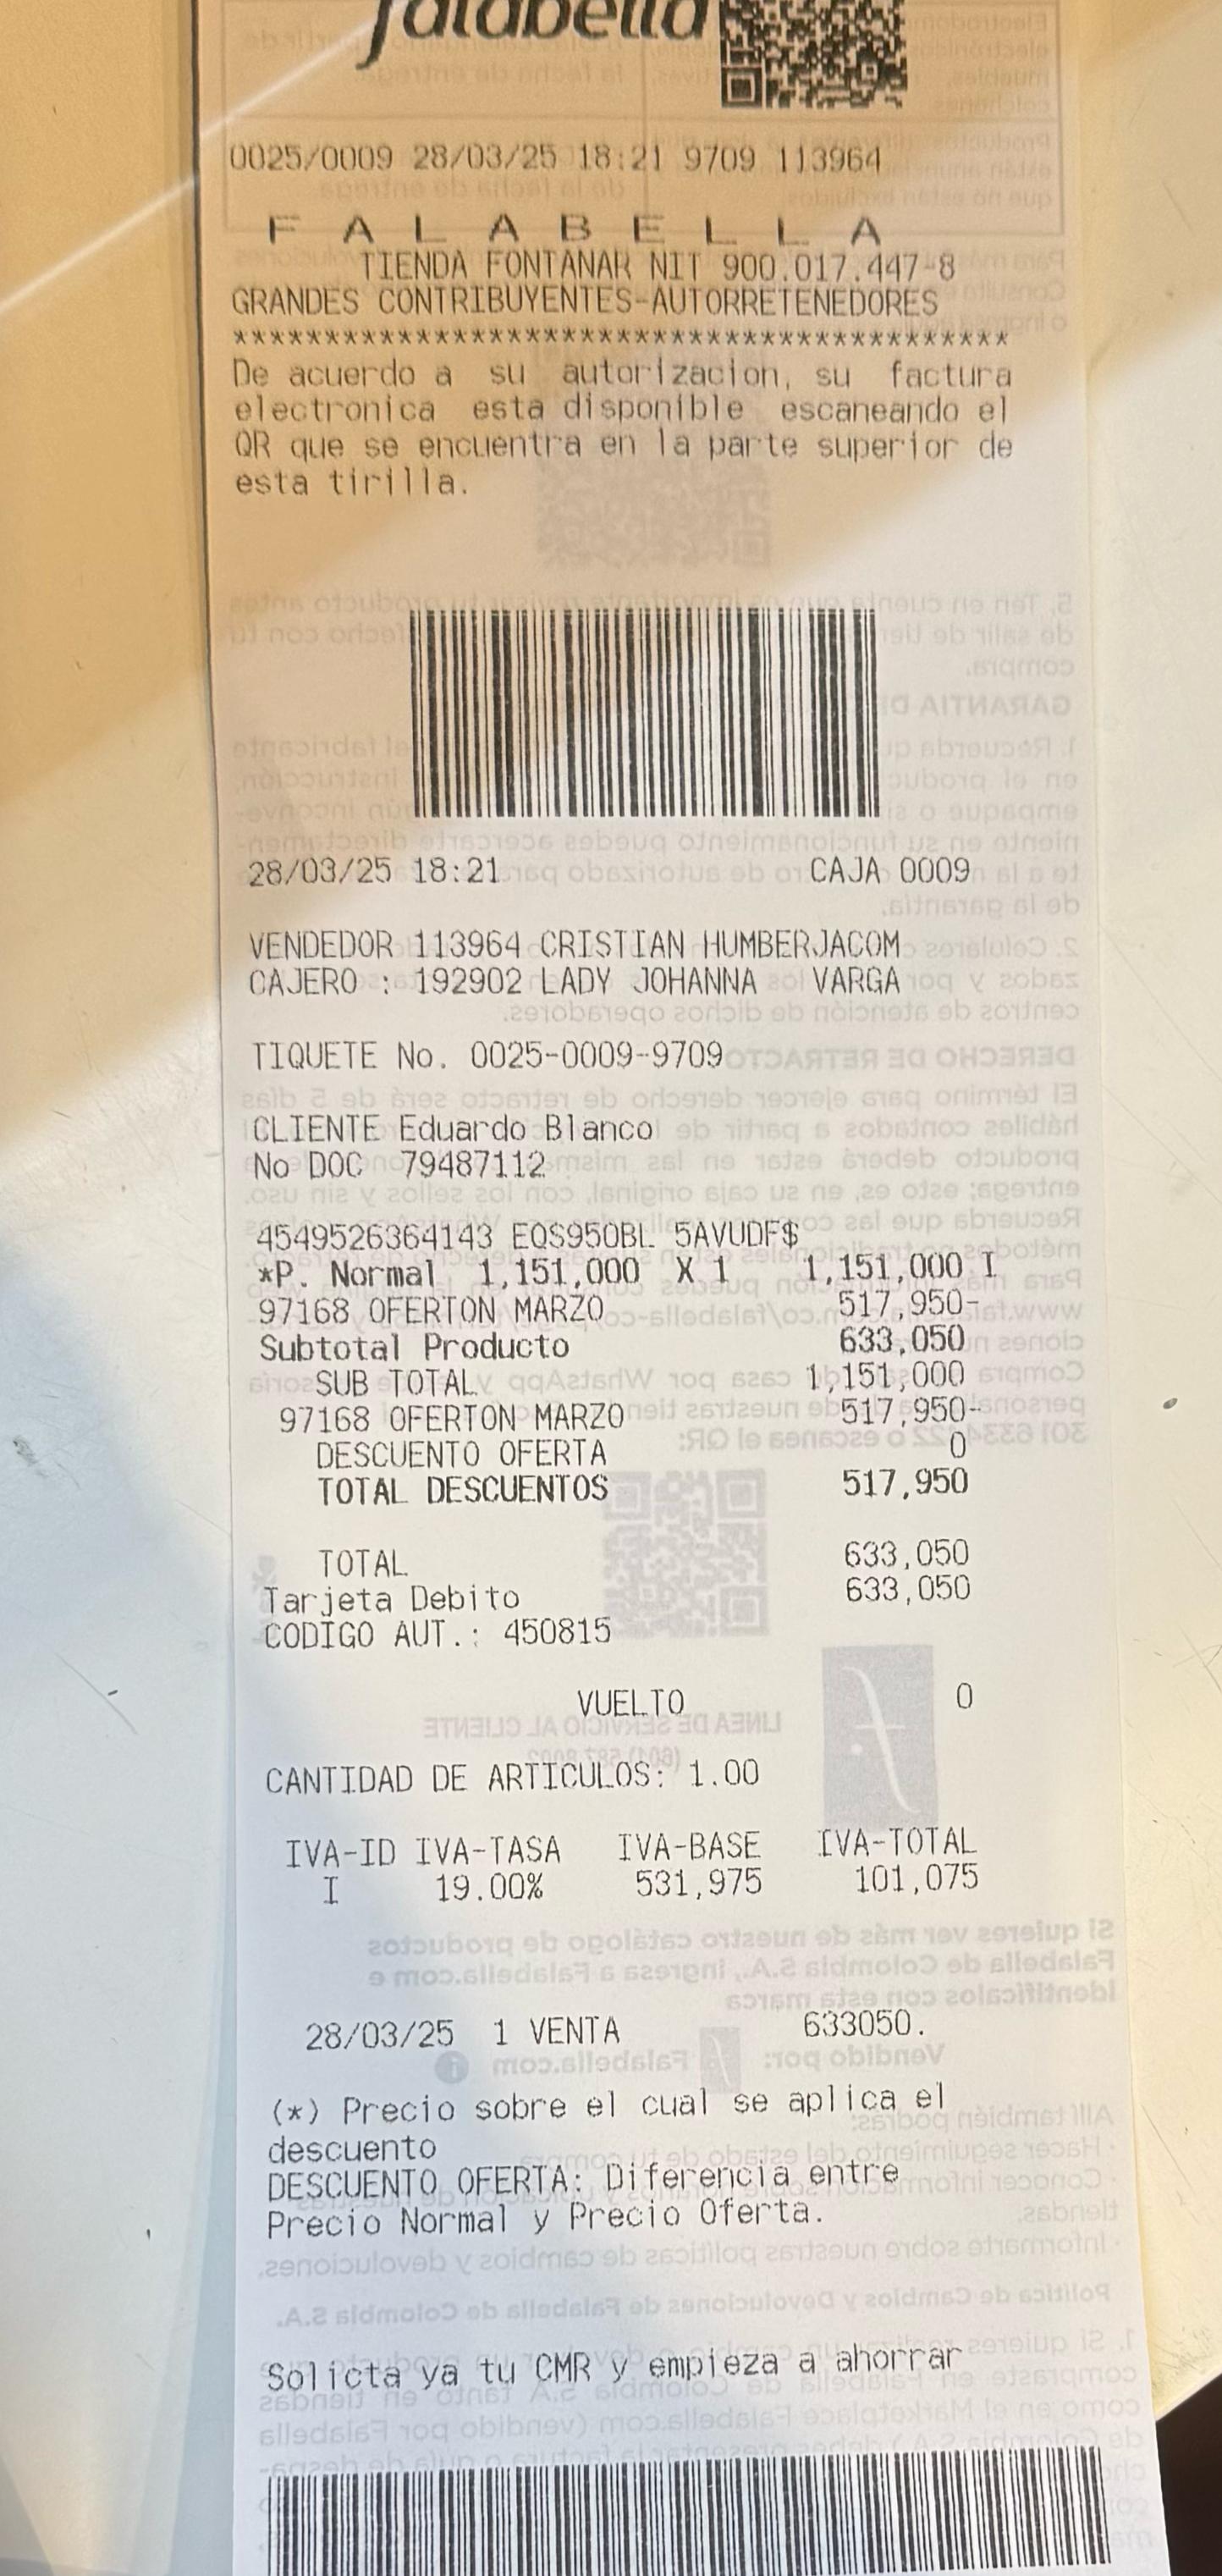 falabella
0025/0009 28/03/25 18:21 9709 113964
F A L A B E L L A
TIENDA FONTANAR NIT 900.017.447-8
GRANDES CONTRIBUYENTES-AUTORRETENEDORES
*******************************************
De acuerdo a su autorizacion, su factura
electronica esta disponible escaneando el
QR que se encuentra en la parte superior de
esta tirilla.
28/03/25 18:21 CAJA 0009
VENDEDOR 113964 CRISTIAN HUMBERJACOM
CAJERO : 192902 LADY JOHANNA VARGA
TIQUETE No. 0025-0009-9709
CLIENTE Eduardo Blanco
No DOC 79487112
4549526364143 EQS950BL 5AVUDF$
*P. Normal 1,151,000 X 1 1,151,000 I
97168 OFERTON MARZO 517,950-
Subtotal Producto 633,050
SUB TOTAL 1,151,000
97168 OFERTON MARZO 517,950-
DESCUENTO OFERTA 0
TOTAL DESCUENTOS 517,950
TOTAL 633,050
Tarjeta Debito 633,050
CODIGO AUT.: 450815
VUELTO 0
CANTIDAD DE ARTICULOS: 1.00
IVA-ID IVA-TASA IVA-BASE IVA-TOTAL
I 19.00% 531,975 101,075
28/03/25 1 VENTA 633050.
(*) Precio sobre el cual se aplica el
descuento
DESCUENTO OFERTA: Diferencia entre
Precio Normal y Precio Oferta.
Solicta ya tu CMR y empieza a ahorrar